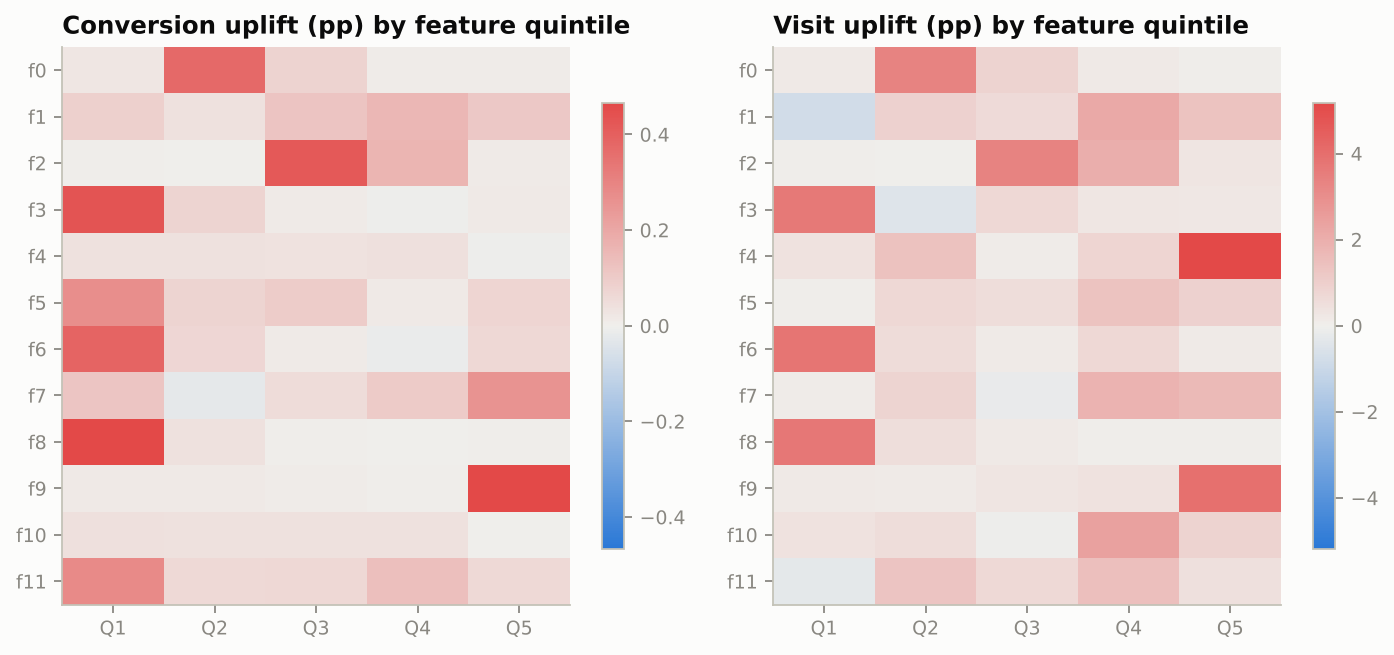 Conversion uplift (pp) by feature quintile
f0
f1
f2
f3
f4
f5
f6
f7
f8
f9
f10
f11
Q1 Q2 Q3 Q4 Q5
0.4
0.2
0.0
−0.2
−0.4
Visit uplift (pp) by feature quintile
f0
f1
f2
f3
f4
f5
f6
f7
f8
f9
f10
f11
Q1 Q2 Q3 Q4 Q5
4
2
0
−2
−4